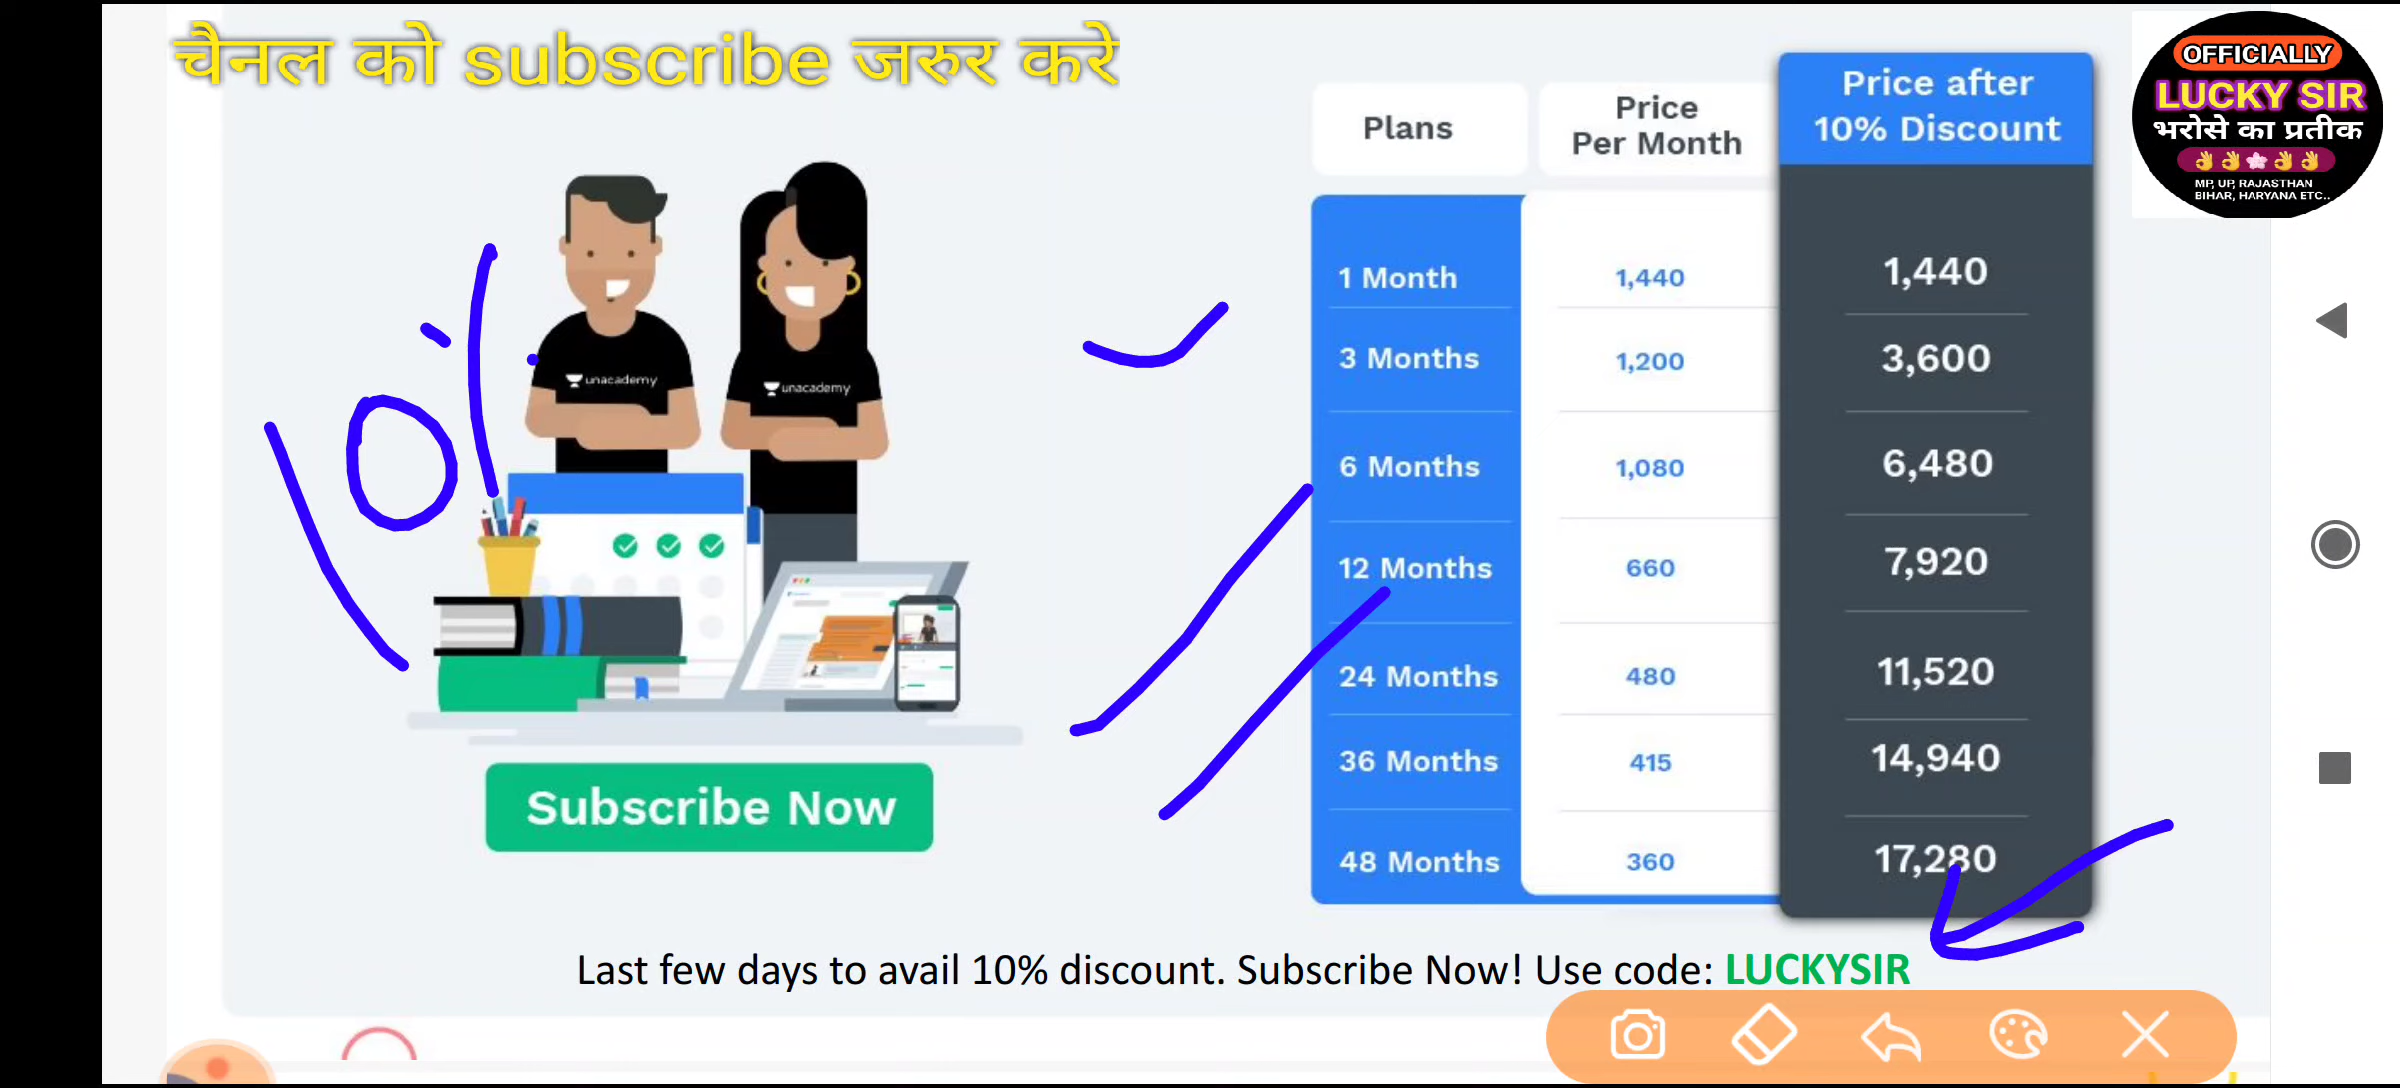 चैनल को subscribe जरुर करे
OFFICIALLY
LUCKY SIR
भरोसे का प्रतीक
MP, UP, RAJASTHAN
BIHAR, HARYANA ETC..
10%
unacademy
unacademy
Subscribe Now
Plans
Price
Per Month
Price after
10% Discount
1 Month 1,440 1,440
3 Months 1,200 3,600
6 Months 1,080 6,480
12 Months 660 7,920
24 Months 480 11,520
36 Months 415 14,940
48 Months 360 17,280
Last few days to avail 10% discount. Subscribe Now! Use code: LUCKYSIR